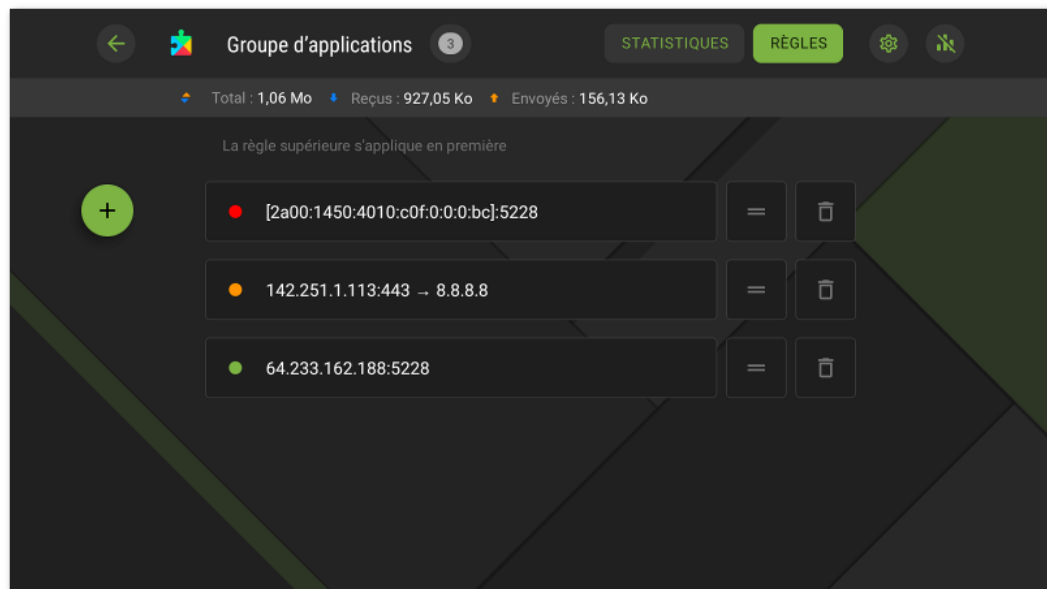 Groupe d’applications 3 STATISTIQUES RÈGLES
Total : 1,06 Mo Reçus : 927,05 Ko Envoyés : 156,13 Ko
La règle supérieure s’applique en première
[2a00:1450:4010:c0f:0:0:0:bc]:5228
142.251.1.113:443 → 8.8.8.8
64.233.162.188:5228